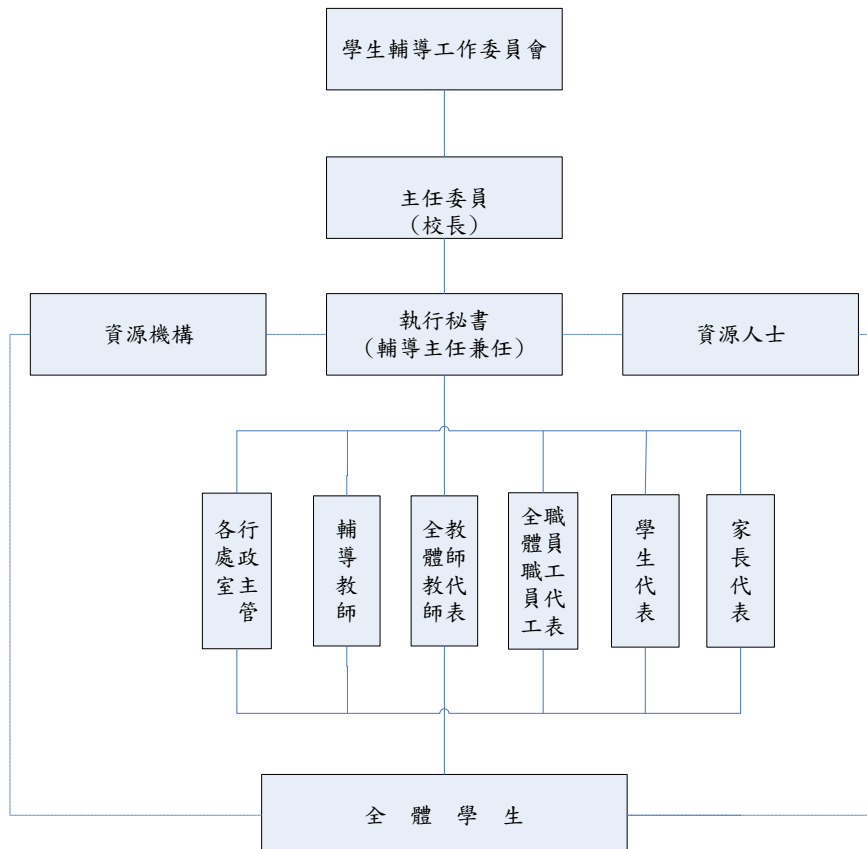 學生輔導工作委員會
主任委員
（校長）
資源機構
執行秘書
（輔導主任兼任）
資源人士
各處室
行政主管
輔導教師
全體教師
教師代表
全體職員工
職員工代表
學生代表
家長代表
全體學生